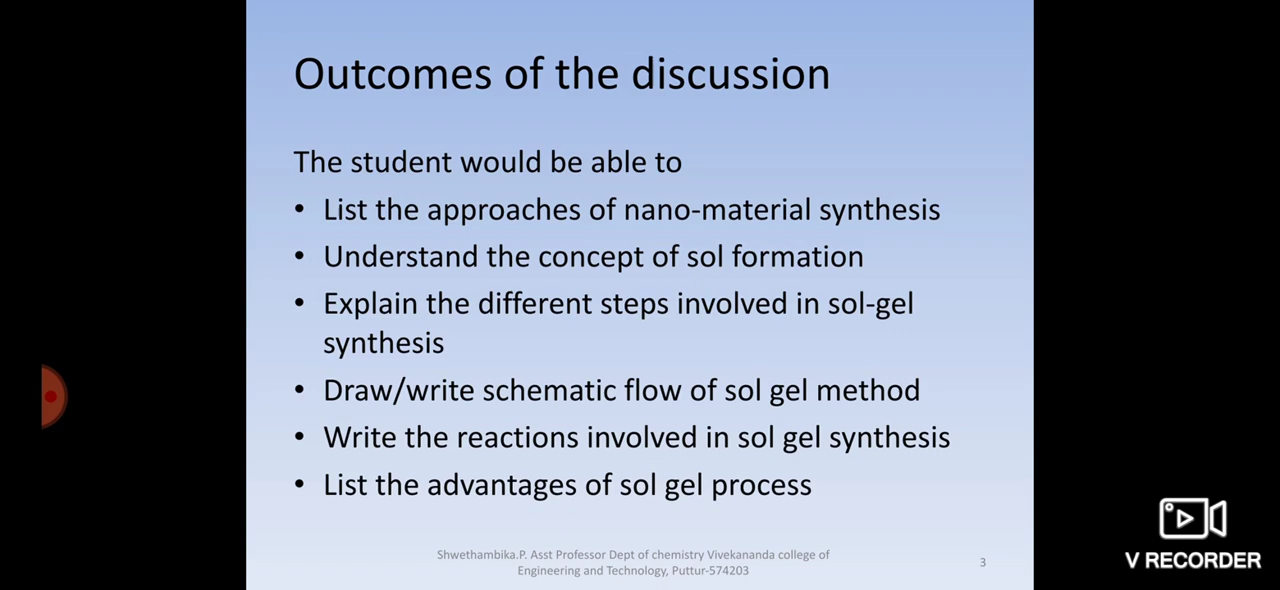 Outcomes of the discussion
The student would be able to
• List the approaches of nano-material synthesis
• Understand the concept of sol formation
• Explain the different steps involved in sol-gel
synthesis
• Draw/write schematic flow of sol gel method
• Write the reactions involved in sol gel synthesis
• List the advantages of sol gel process
Shwethambika.P. Asst Professor Dept of chemistry Vivekananda college of
Engineering and Technology, Puttur-574203
3
V RECORDER